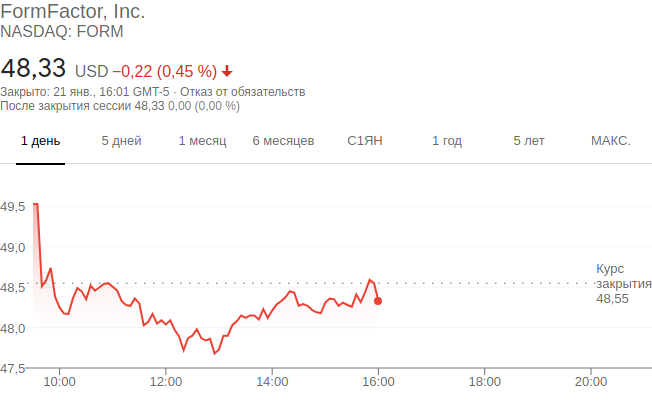 FormFactor, Inc.
NASDAQ: FORM
48,33 USD −0,22 (0,45 %)
Закрыто: 21 янв., 16:01 GMT-5 · Отказ от обязательств
После закрытия сессии 48,33 0,00 (0,00 %)
1 день 5 дней 1 месяц 6 месяцев С1ЯН 1 год 5 лет МАКС.
49,5
49,0
48,5
48,0
47,5
Курс
закрытия
48,55
10:00 12:00 14:00 16:00 18:00 20:00